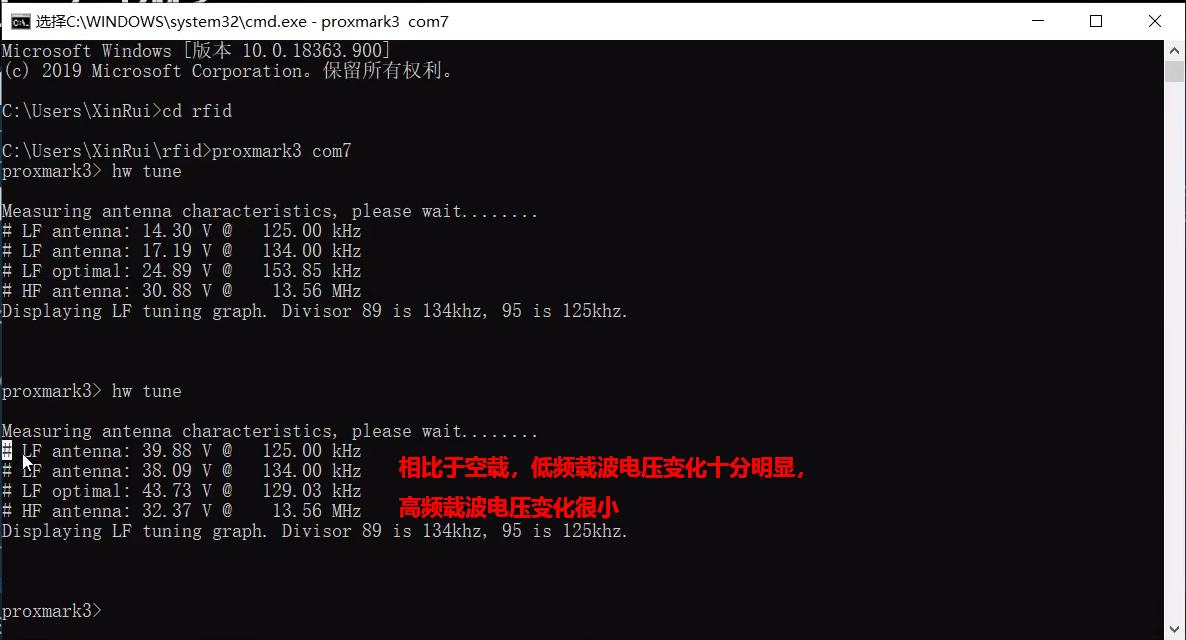 选择C:\WINDOWS\system32\cmd.exe - proxmark3  com7
Microsoft Windows [版本 10.0.18363.900]
(c) 2019 Microsoft Corporation。保留所有权利。
C:\Users\XinRui>cd rfid
C:\Users\XinRui\rfid>proxmark3 com7
proxmark3> hw tune
Measuring antenna characteristics, please wait........
# LF antenna: 14.30 V @   125.00 kHz
# LF antenna: 17.19 V @   134.00 kHz
# LF optimal: 24.89 V @   153.85 kHz
# HF antenna: 30.88 V @    13.56 MHz
Displaying LF tuning graph. Divisor 89 is 134khz, 95 is 125khz.
proxmark3> hw tune
Measuring antenna characteristics, please wait........
# LF antenna: 39.88 V @   125.00 kHz
# LF antenna: 38.09 V @   134.00 kHz
# LF optimal: 43.73 V @   129.03 kHz
# HF antenna: 32.37 V @    13.56 MHz
相比于空载，低频载波电压变化十分明显，
高频载波电压变化很小
Displaying LF tuning graph. Divisor 89 is 134khz, 95 is 125khz.
proxmark3>